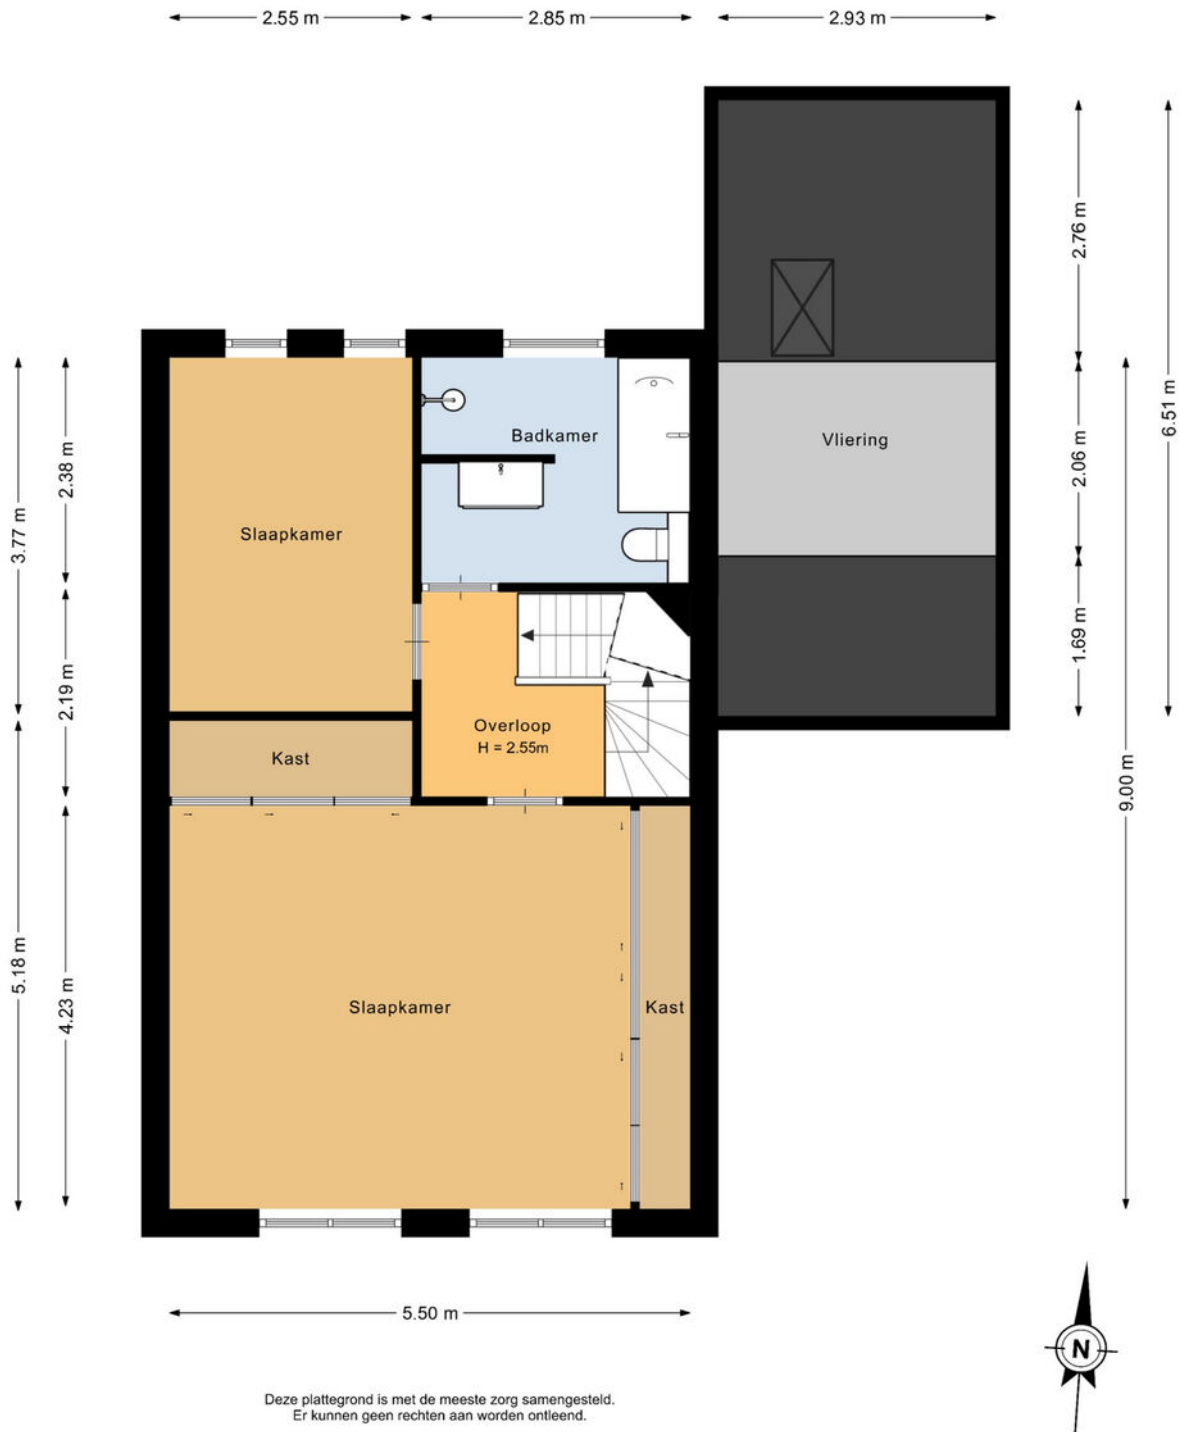 2.55 m
2.85 m
2.93 m
2.76 m
6.51 m
2.38 m
3.77 m
Badkamer
Vliering
2.06 m
Slaapkamer
1.69 m
2.19 m
Overloop
H = 2.55m
Kast
9.00 m
5.18 m
4.23 m
Slaapkamer
Kast
5.50 m
N
Deze plattegrond is met de meeste zorg samengesteld.
Er kunnen geen rechten aan worden ontleend.